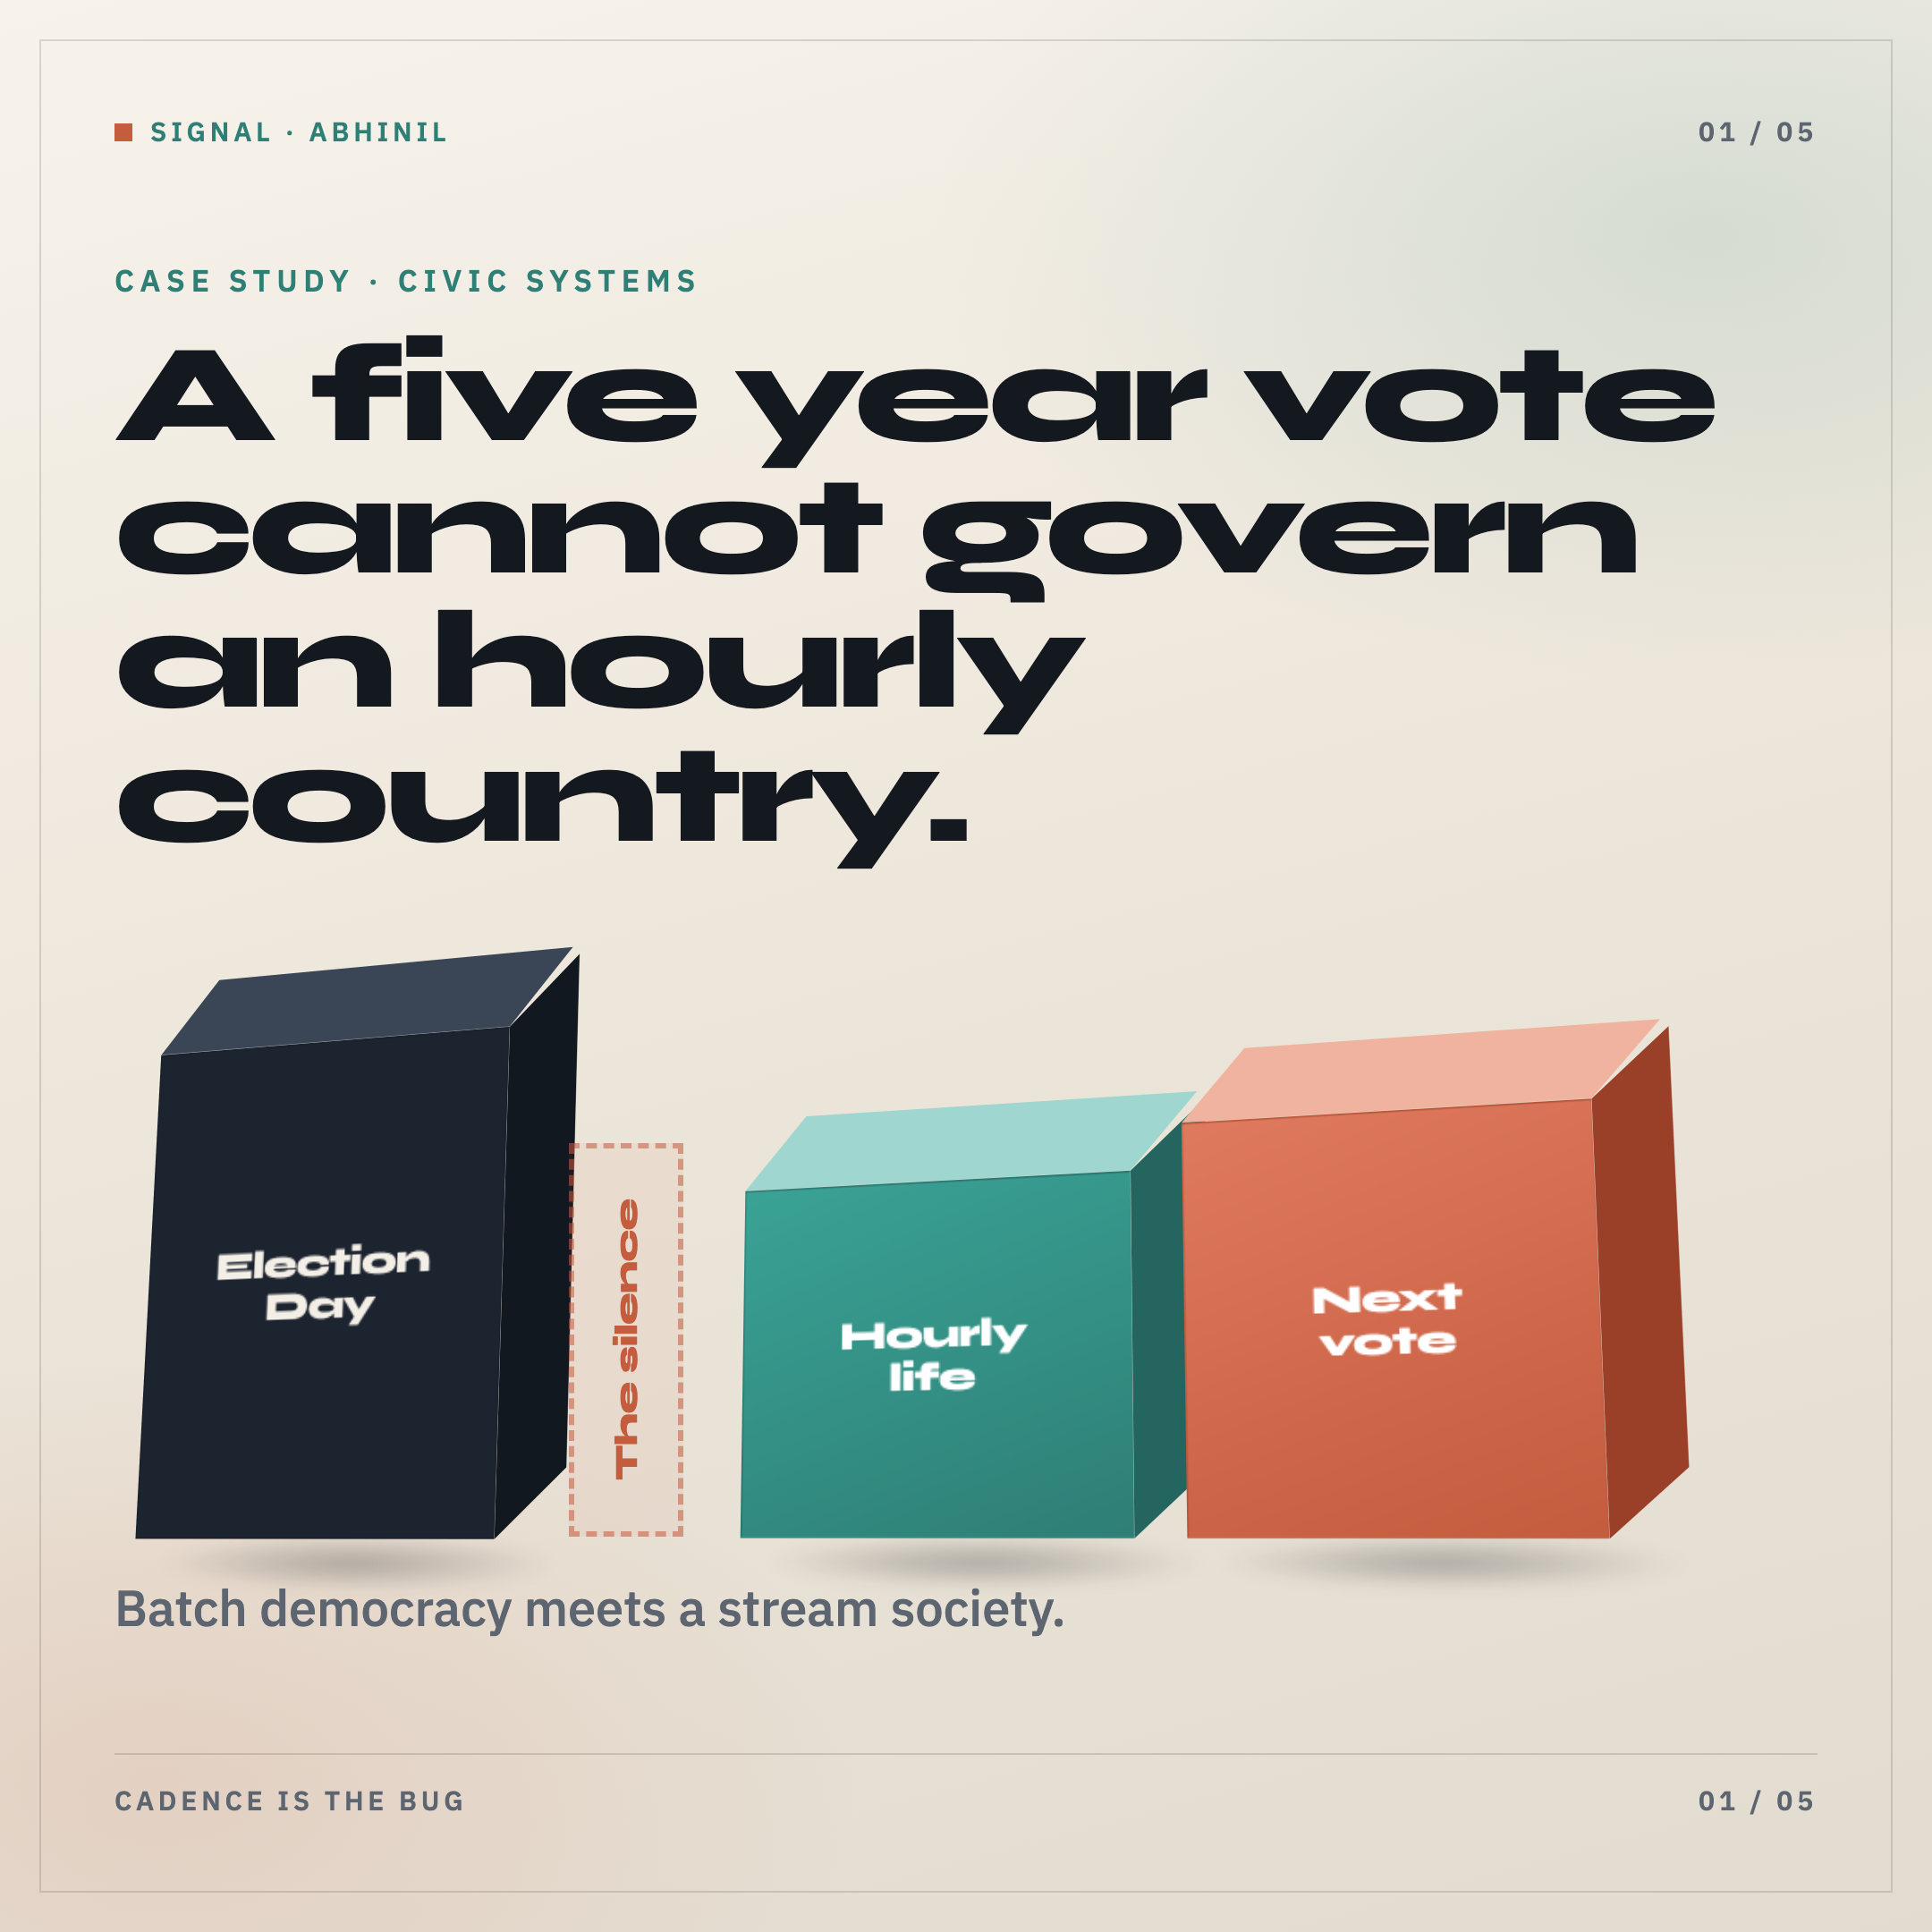 SIGNAL · ABHINIL
01 / 05
CASE STUDY · CIVIC SYSTEMS
A five year vote
cannot govern
an hourly
country.
Election
Day
The silence
Hourly
life
Next
vote
Batch democracy meets a stream society.
CADENCE IS THE BUG
01 / 05